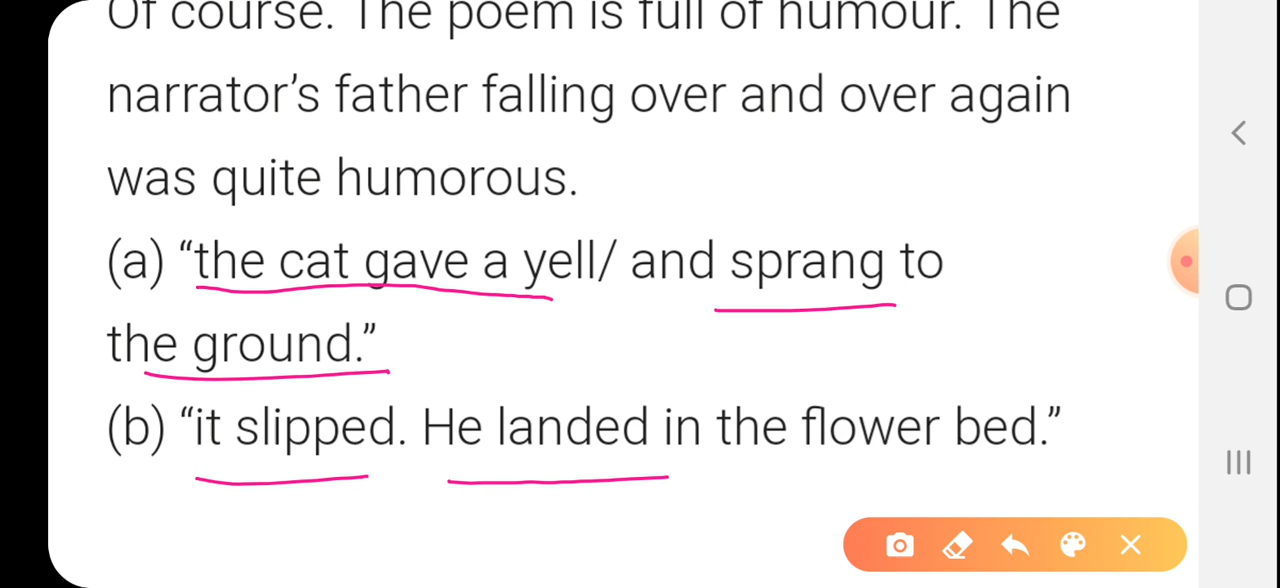 Of course. The poem is full of humour. The
narrator’s father falling over and over again
was quite humorous.
(a) “the cat gave a yell/ and sprang to
the ground.”
(b) “it slipped. He landed in the flower bed.”